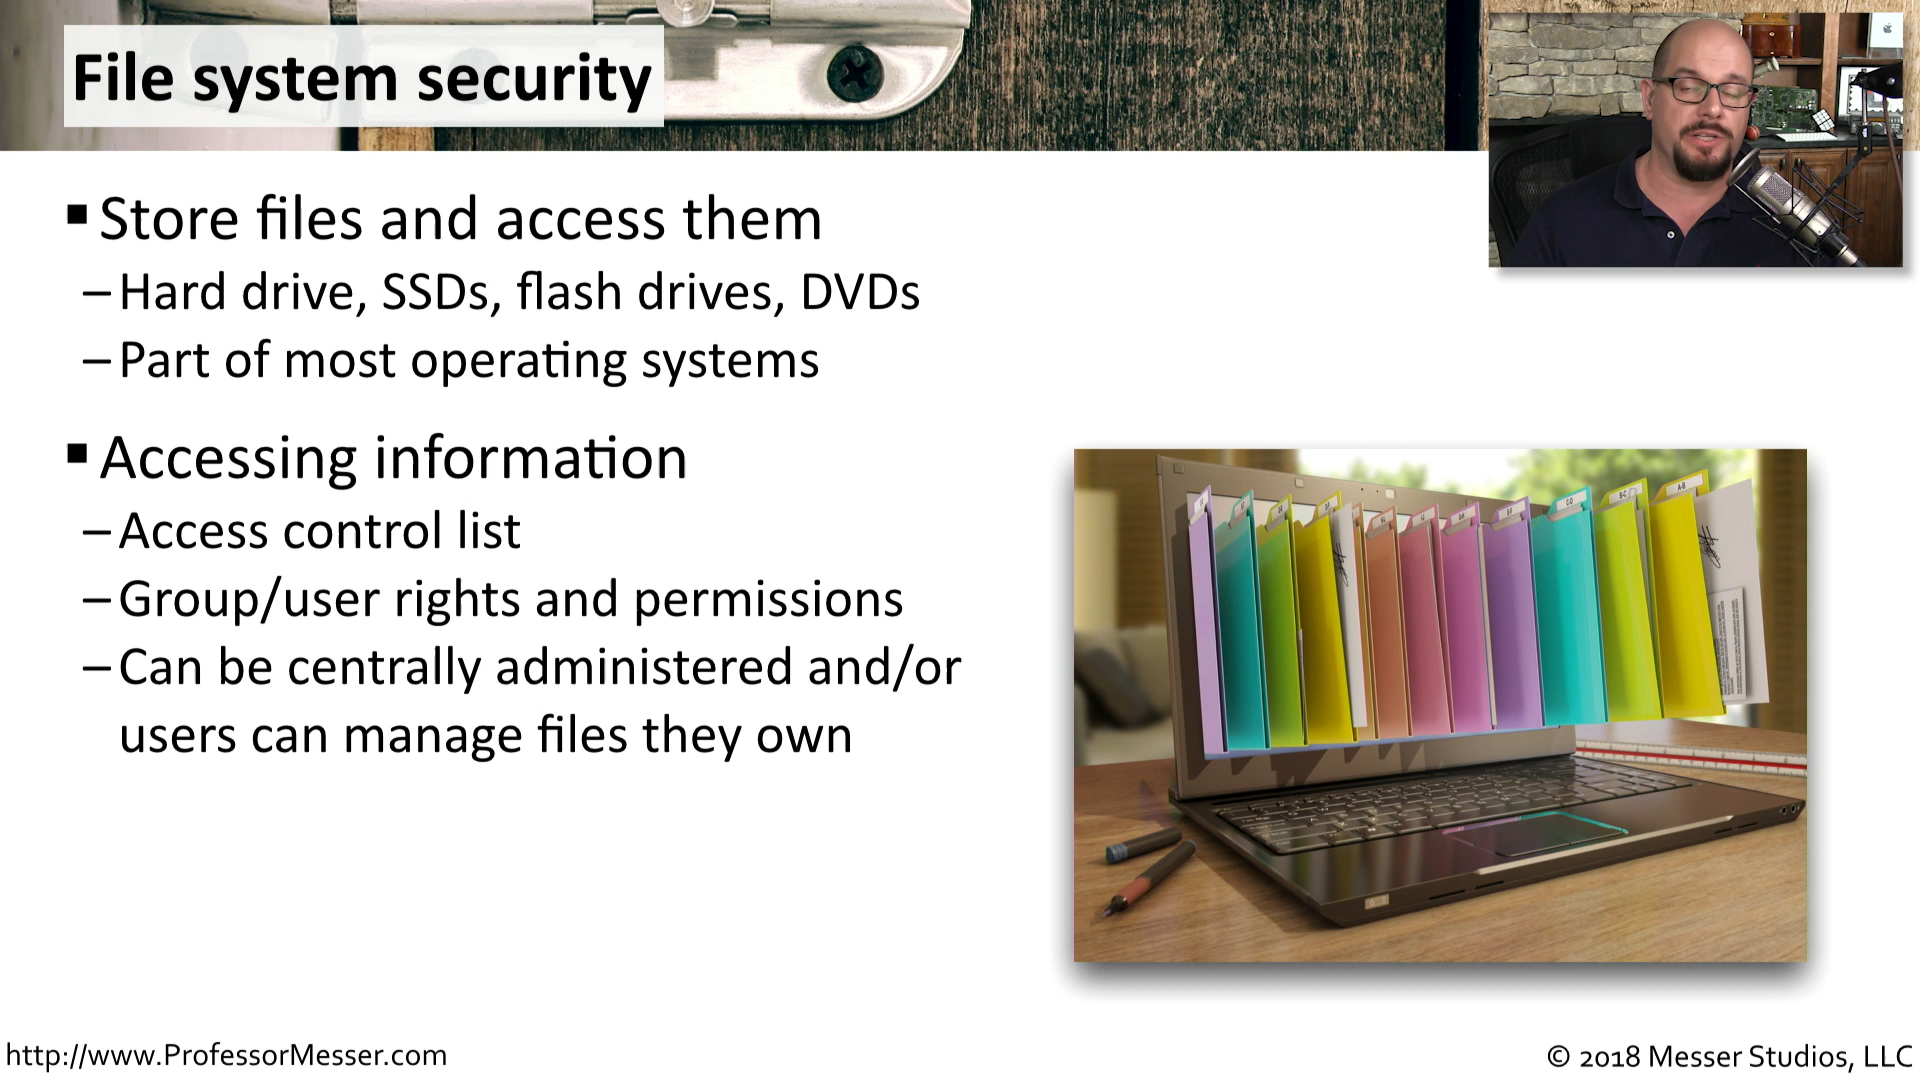 File system security
▪ Store files and access them
– Hard drive, SSDs, flash drives, DVDs
– Part of most operating systems
▪ Accessing information
– Access control list
– Group/user rights and permissions
– Can be centrally administered and/or
users can manage files they own
A-B
http://www.ProfessorMesser.com
© 2018 Messer Studios, LLC